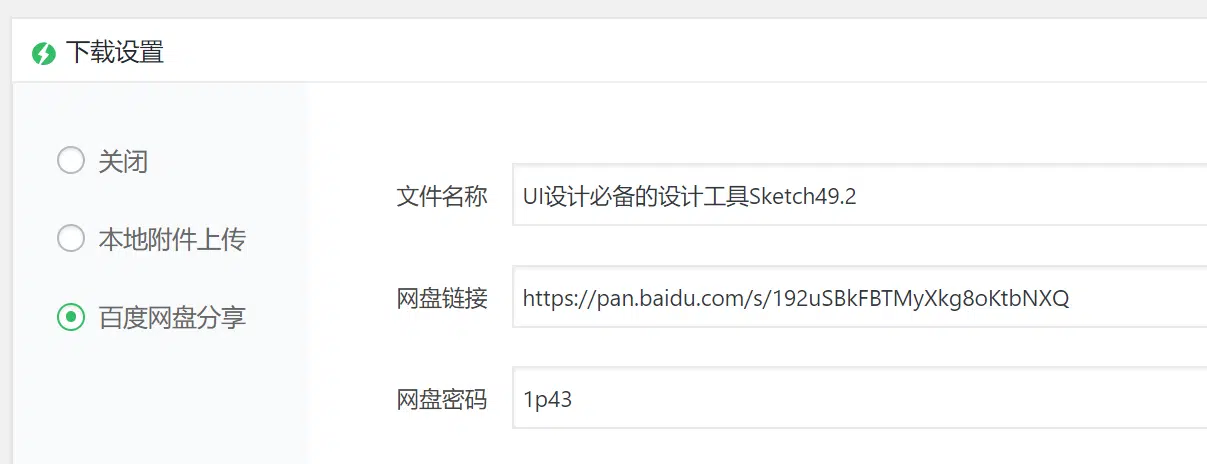 下载设置
关闭
本地附件上传
百度网盘分享
文件名称 UI设计必备的设计工具Sketch49.2
网盘链接 https://pan.baidu.com/s/192uSBkFBTMyXkg8oKtbNXQ
网盘密码 1p43